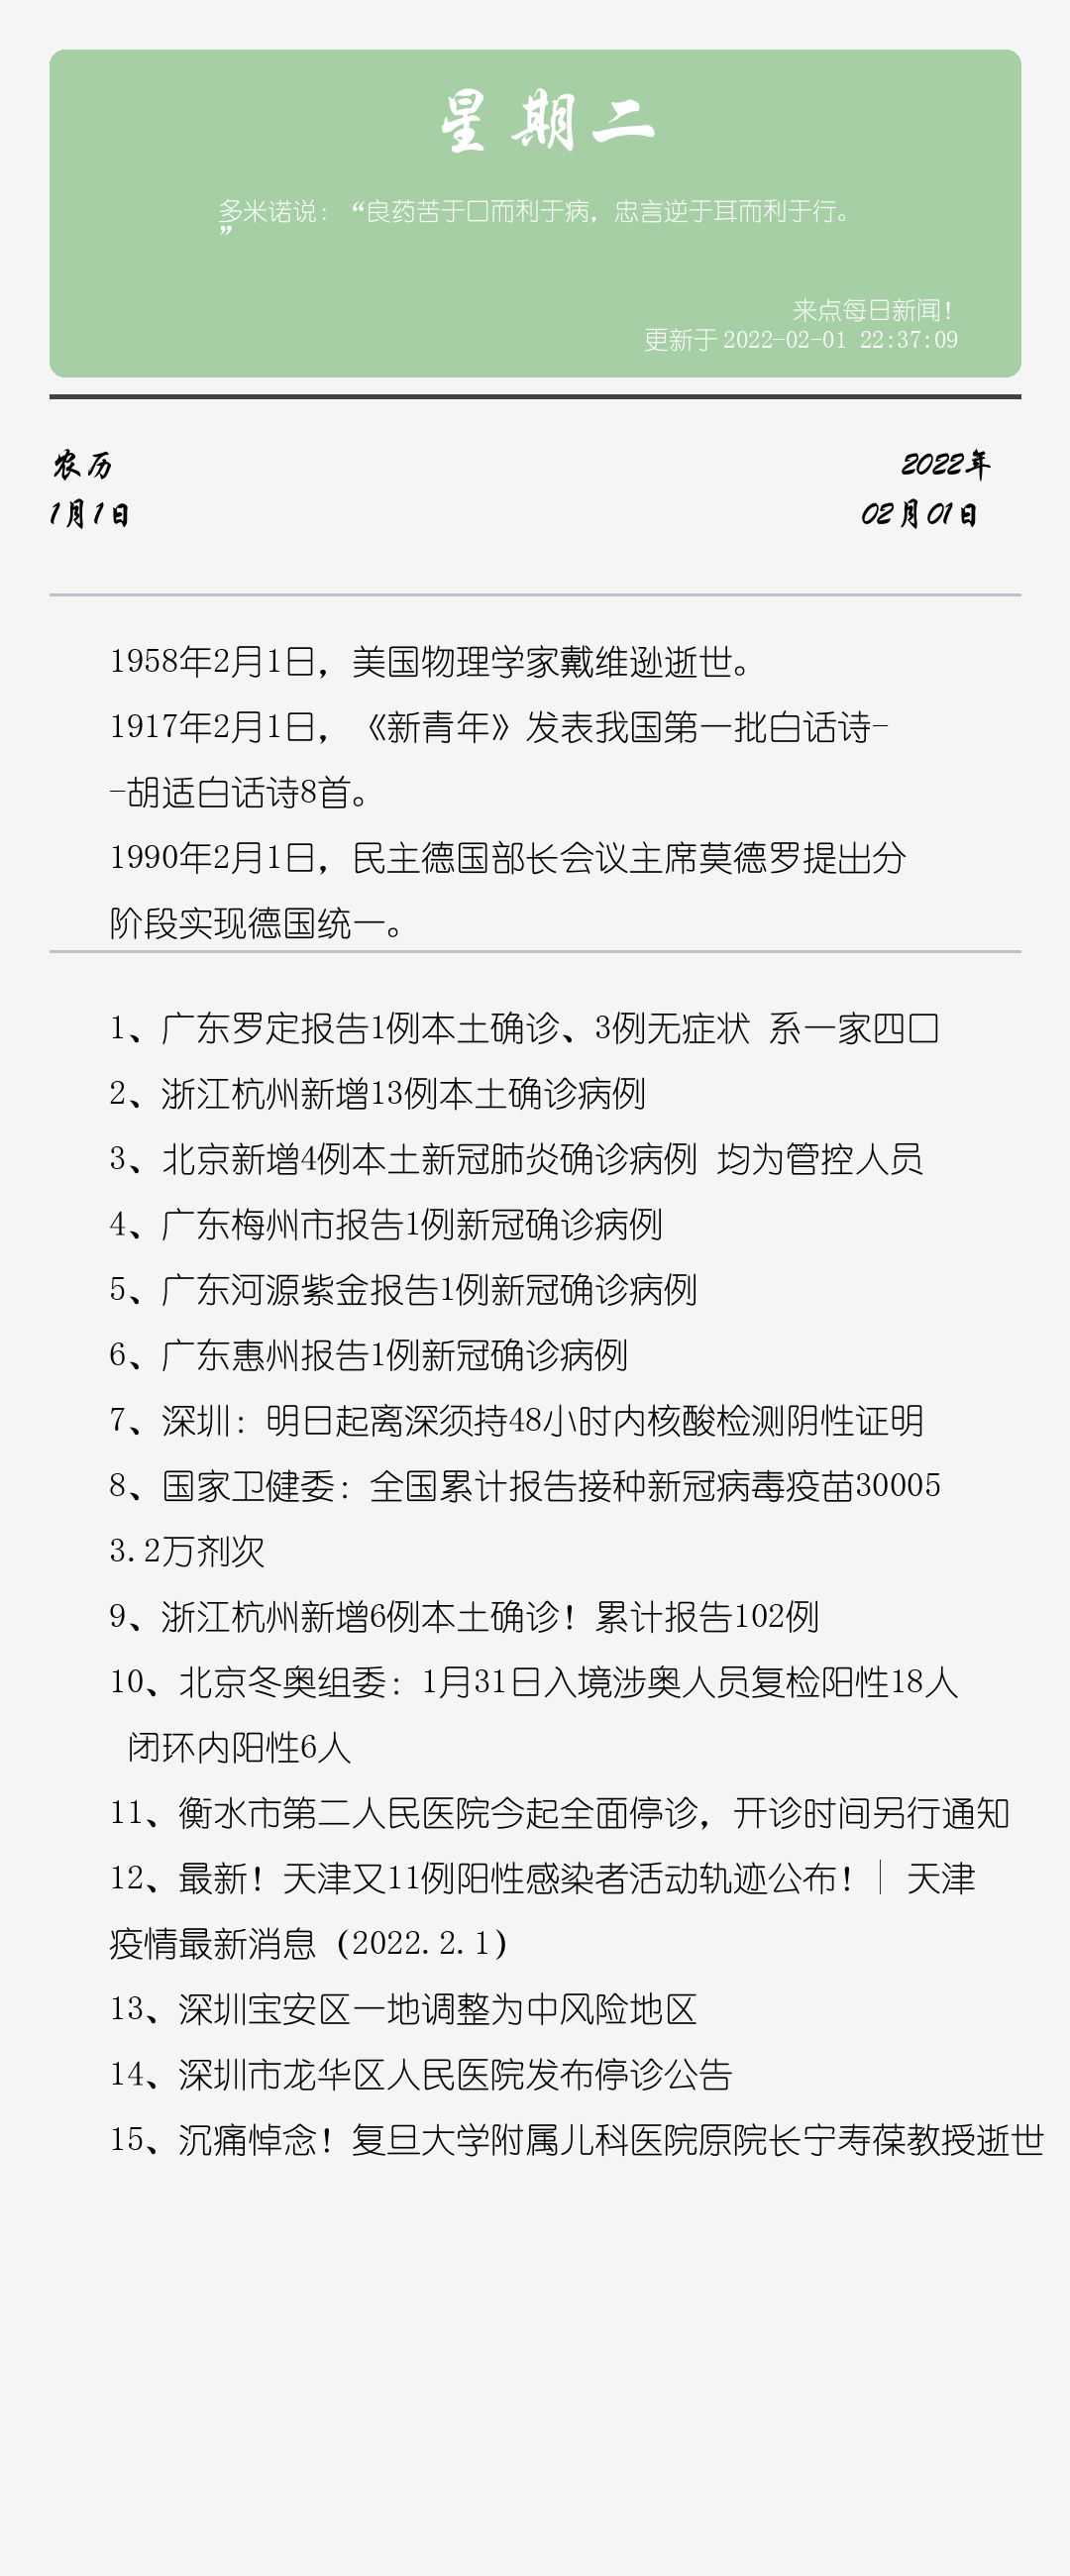 星期二
多米诺说：“良药苦于口而利于病，忠言逆于耳而利于行。
”
来点每日新闻！
更新于 2022-02-01 22:37:09
农历
2022年
1月1日
02月01日
1958年2月1日，美国物理学家戴维逊逝世。
1917年2月1日，《新青年》发表我国第一批白话诗-
-胡适白话诗8首。
1990年2月1日，民主德国部长会议主席莫德罗提出分
阶段实现德国统一。
1、广东罗定报告1例本土确诊、3例无症状 系一家四口
2、浙江杭州新增13例本土确诊病例
3、北京新增4例本土新冠肺炎确诊病例 均为管控人员
4、广东梅州市报告1例新冠确诊病例
5、广东河源紫金报告1例新冠确诊病例
6、广东惠州报告1例新冠确诊病例
7、深圳：明日起离深须持48小时内核酸检测阴性证明
8、国家卫健委：全国累计报告接种新冠病毒疫苗30005
3.2万剂次
9、浙江杭州新增6例本土确诊！累计报告102例
10、北京冬奥组委：1月31日入境涉奥人员复检阳性18人
闭环内阳性6人
11、衡水市第二人民医院今起全面停诊，开诊时间另行通知
12、最新！天津又11例阳性感染者活动轨迹公布！│ 天津
疫情最新消息（2022.2.1）
13、深圳宝安区一地调整为中风险地区
14、深圳市龙华区人民医院发布停诊公告
15、沉痛悼念！复旦大学附属儿科医院原院长宁寿葆教授逝世